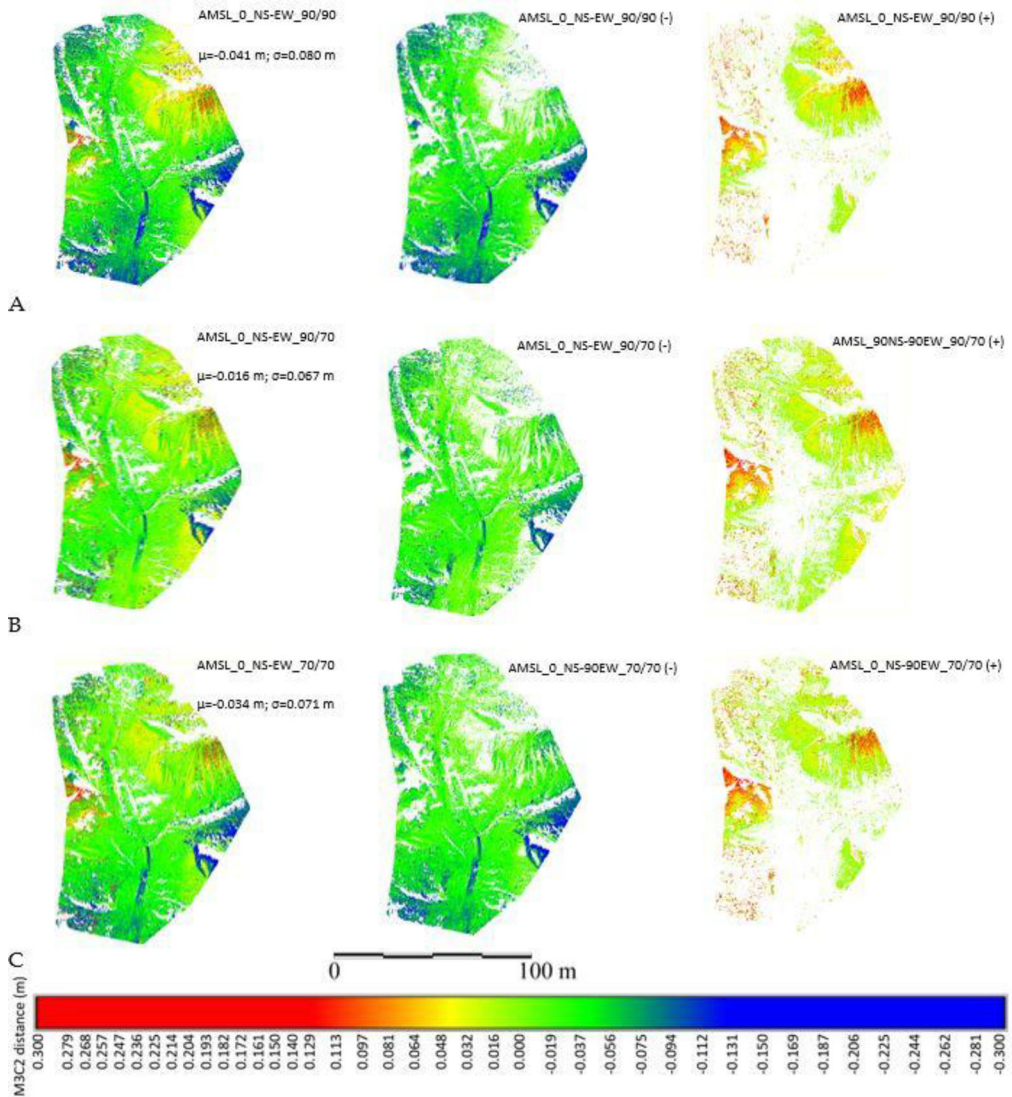 AMSL_0_NS-EW_90/90
μ=-0.041 m; σ=0.080 m
AMSL_0_NS-EW_90/90 (-)
AMSL_0_NS-EW_90/90 (+)
A
AMSL_0_NS-EW_90/70
μ=-0.016 m; σ=0.067 m
AMSL_0_NS-EW_90/70 (-)
AMSL_90NS-90EW_90/70 (+)
B
AMSL_0_NS-EW_70/70
μ=-0.034 m; σ=0.071 m
AMSL_0_NS-90EW_70/70 (-)
AMSL_0_NS-90EW_70/70 (+)
C
0 100 m
M3C2 distance (m)
0.300
0.279
0.268
0.257
0.247
0.236
0.225
0.214
0.204
0.193
0.182
0.172
0.161
0.150
0.140
0.129
0.113
0.097
0.081
0.064
0.048
0.032
0.016
0.000
-0.019
-0.037
-0.056
-0.075
-0.094
-0.112
-0.131
-0.150
-0.169
-0.187
-0.206
-0.225
-0.244
-0.262
-0.281
-0.300